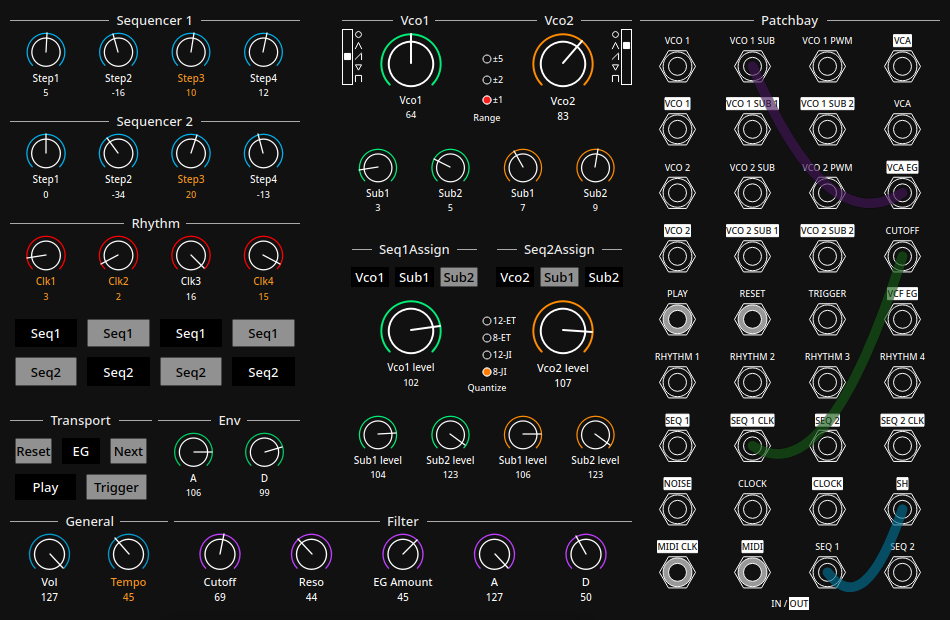 Sequencer 1
Step1 Step2 Step3 Step4
5 -16 10 12
Sequencer 2
Step1 Step2 Step3 Step4
0 -34 20 -13
Rhythm
Clk1 Clk2 Clk3 Clk4
3 2 16 15
Seq1 Seq1 Seq1 Seq1
Seq2 Seq2 Seq2 Seq2
Transport
Reset EG Next
Play Trigger
Env
A D
106 99
General
Vol Tempo
127 45
Vco1 Vco2
±5
±2
±1
Range
Vco1 Vco2
64 83
Sub1 Sub2 Sub1 Sub2
3 5 7 9
Seq1Assign Seq2Assign
Vco1 Sub1 Sub2 Vco2 Sub1 Sub2
12-ET
8-ET
12-JI
8-JI
Quantize
Vco1 level Vco2 level
102 107
Sub1 level Sub2 level Sub1 level Sub2 level
104 123 106 123
Filter
Cutoff Reso EG Amount A D
69 44 45 127 50
Patchbay
VCO 1 VCO 1 SUB VCO 1 PWM VCA
VCO 1 VCO 1 SUB 1 VCO 1 SUB 2 VCA
VCO 2 VCO 2 SUB VCO 2 PWM VCA EG
VCO 2 VCO 2 SUB 1 VCO 2 SUB 2 CUTOFF
PLAY RESET TRIGGER VCF EG
RHYTHM 1 RHYTHM 2 RHYTHM 3 RHYTHM 4
SEQ 1 SEQ 1 CLK SEQ 2 SEQ 2 CLK
NOISE CLOCK CLOCK SH
MIDI CLK MIDI SEQ 1 SEQ 2
IN / OUT